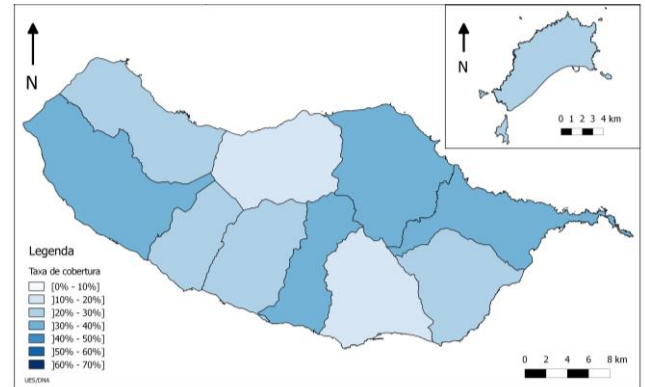 N
N
0 1 2 3 4 km
Legenda
Taxa de cobertura
[0% - 10%]
]10% - 20%]
]20% - 30%]
]30% - 40%]
]40% - 50%]
]50% - 60%]
]60% - 70%]
0 2 4 6 8 km
UES/DNA